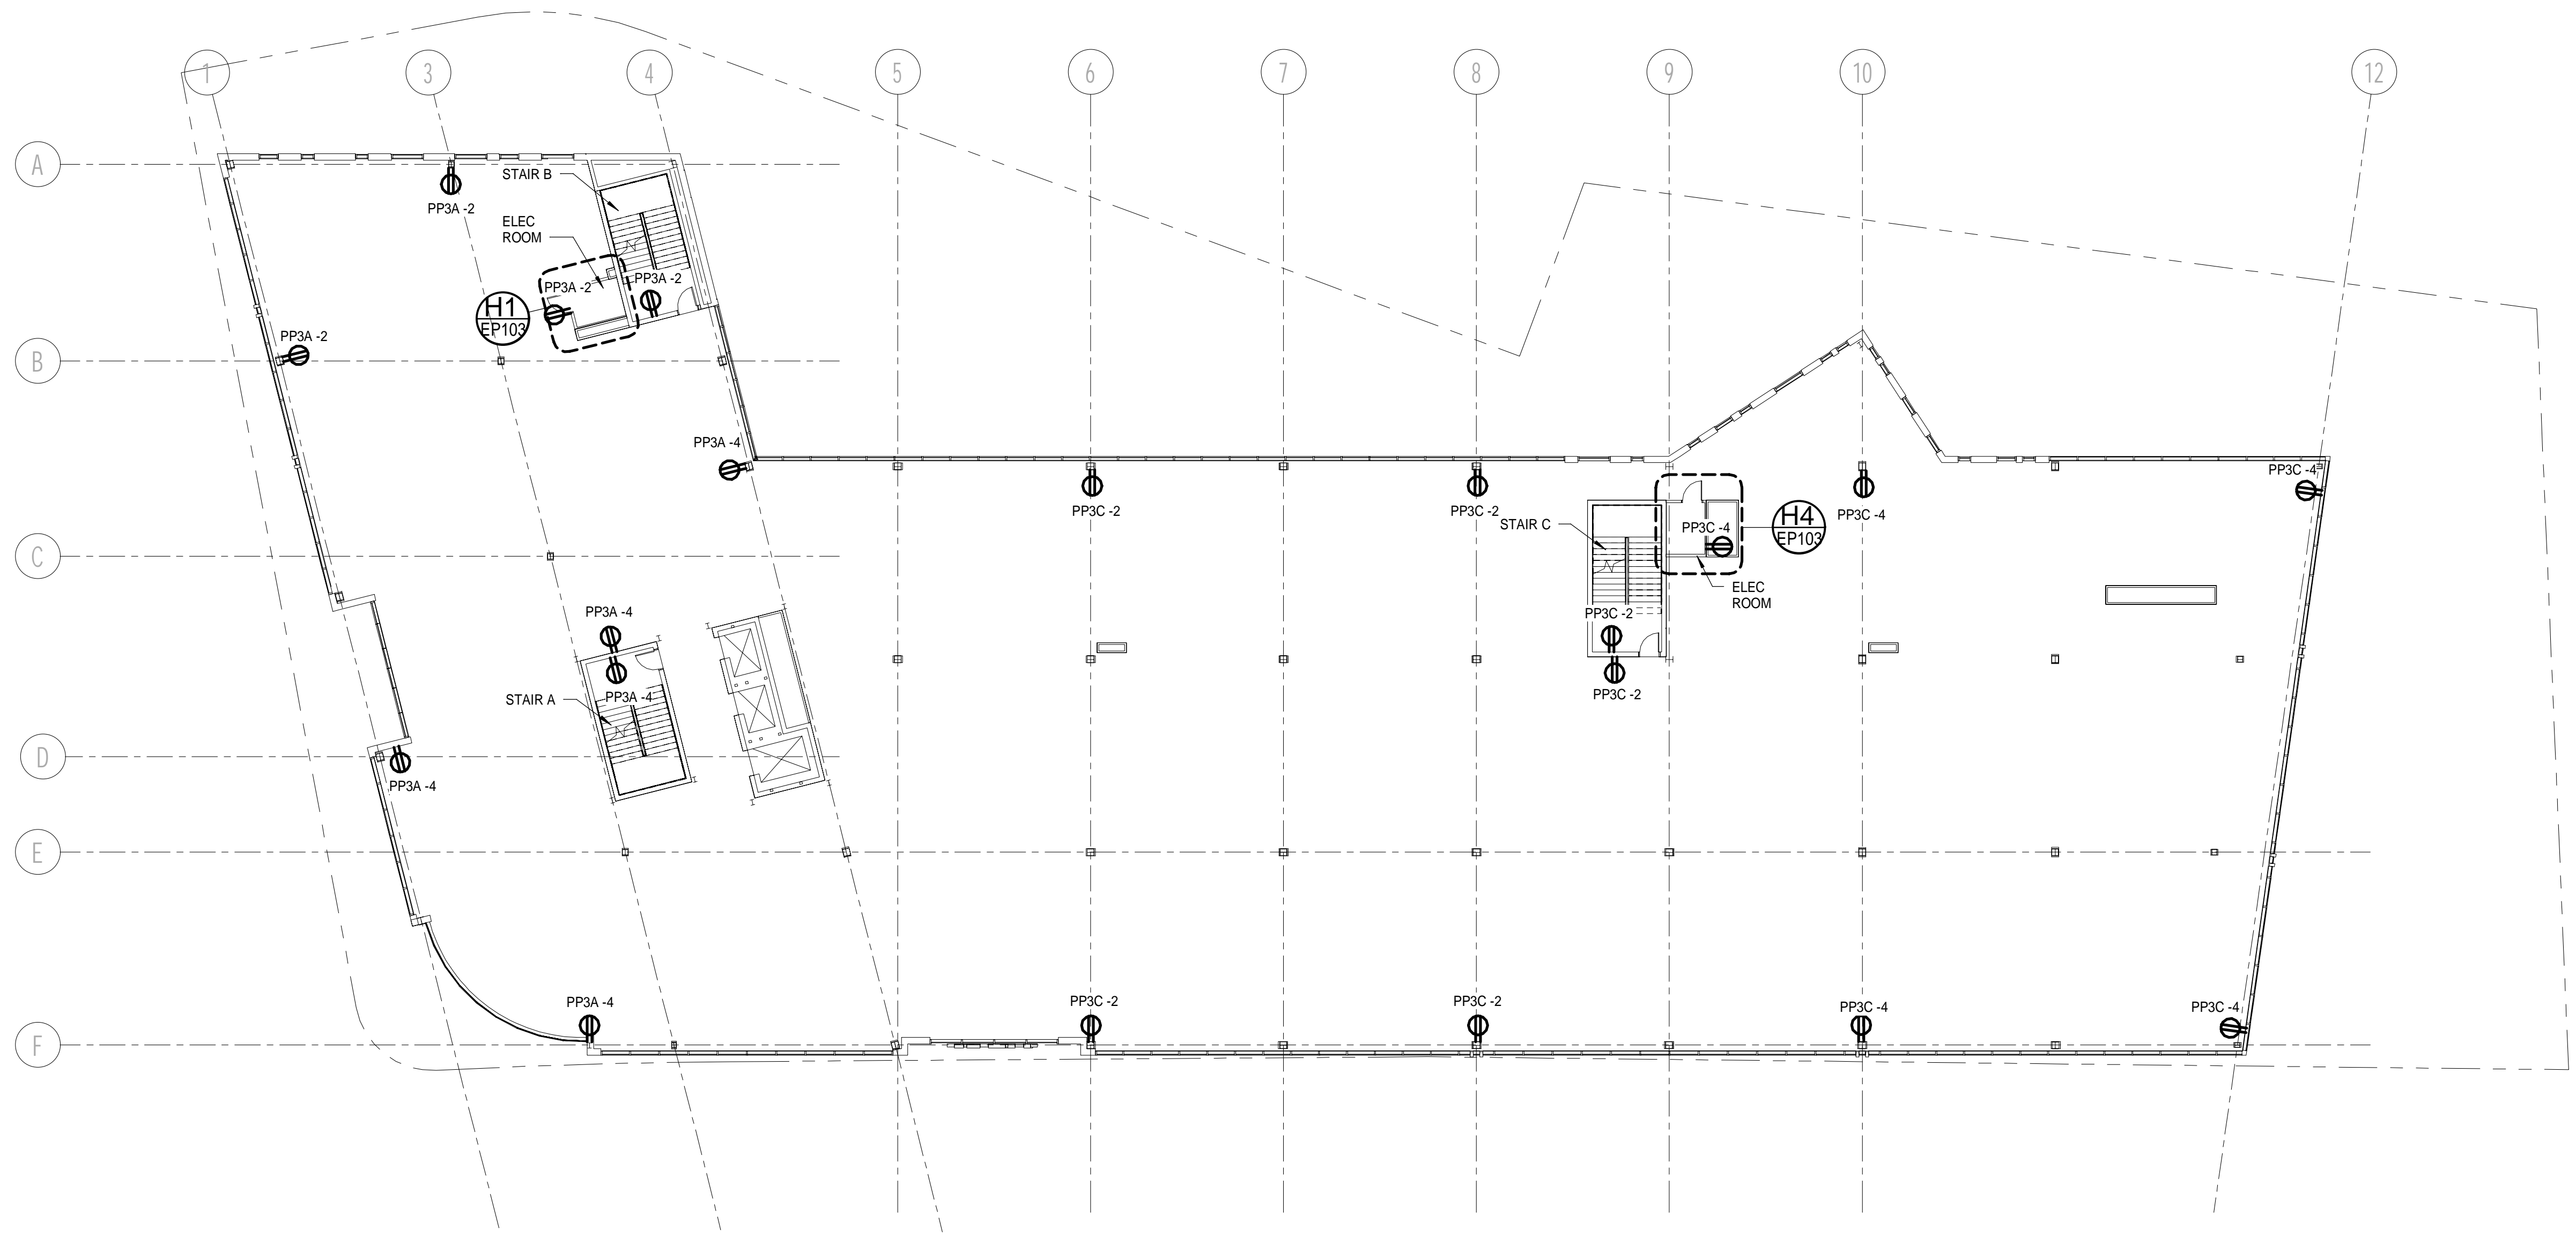 1
3
4
5
6
7
8
9
10
12
A
STAIR B
PP3A -2
ELEC
ROOM
PP3A -2
PP3A -2
H1
EP103
PP3A -2
B
PP3A -4
PP3C -4
PP3C -2
PP3C -2
PP3C -4
STAIR C
PP3C -4
H4
EP103
C
ELEC
ROOM
PP3A -4
PP3C -2
PP3C -2
STAIR A
PP3A -4
D
PP3A -4
E
PP3A -4
PP3C -2
PP3C -2
PP3C -4
PP3C -4
F